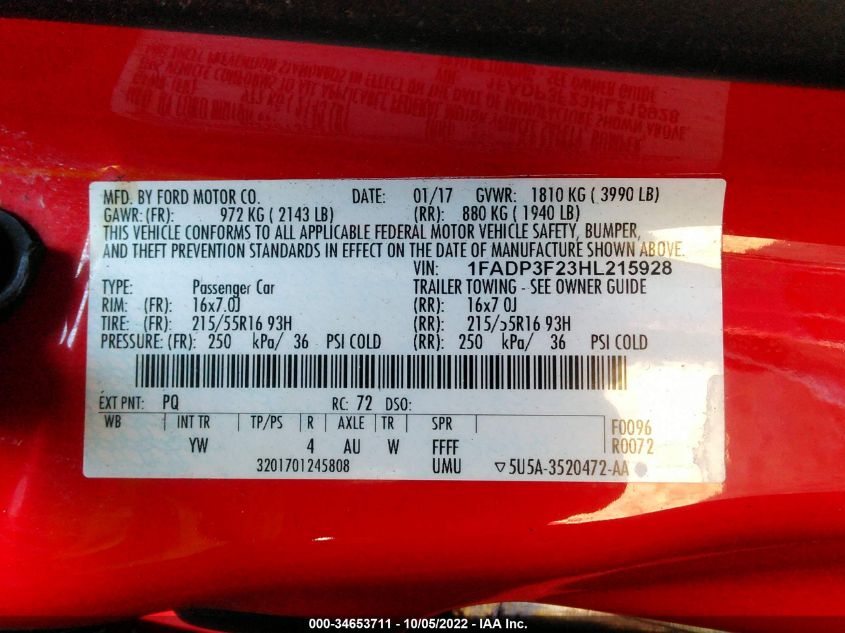 MFD. BY FORD MOTOR CO. DATE: 01/17 GVWR: 1810 KG ( 3990 LB)
GAWR: (FR): 972 KG ( 2143 LB) (RR): 880 KG ( 1940 LB)
THIS VEHICLE CONFORMS TO ALL APPLICABLE FEDERAL MOTOR VEHICLE SAFETY, BUMPER,
AND THEFT PREVENTION STANDARDS IN EFFECT ON THE DATE OF MANUFACTURE SHOWN ABOVE.
VIN: 1FADP3F23HL215928
TYPE: Passenger Car TRAILER TOWING - SEE OWNER GUIDE
RIM: (FR): 16x7.0J (RR): 16x7.0J
TIRE: (FR): 215/55R16 93H (RR): 215/55R16 93H
PRESSURE: (FR): 250 kPa/ 36 PSI COLD (RR): 250 kPa/ 36 PSI COLD
EXT PNT: PQ RC: 72 DSO:
WB INT TR TP/PS R AXLE TR SPR F0096
YW 4 AU W FFFF R0072
3201701245808 UMU ▽5U5A-3520472-AA
000-34653711 - 10/05/2022 - IAA Inc.